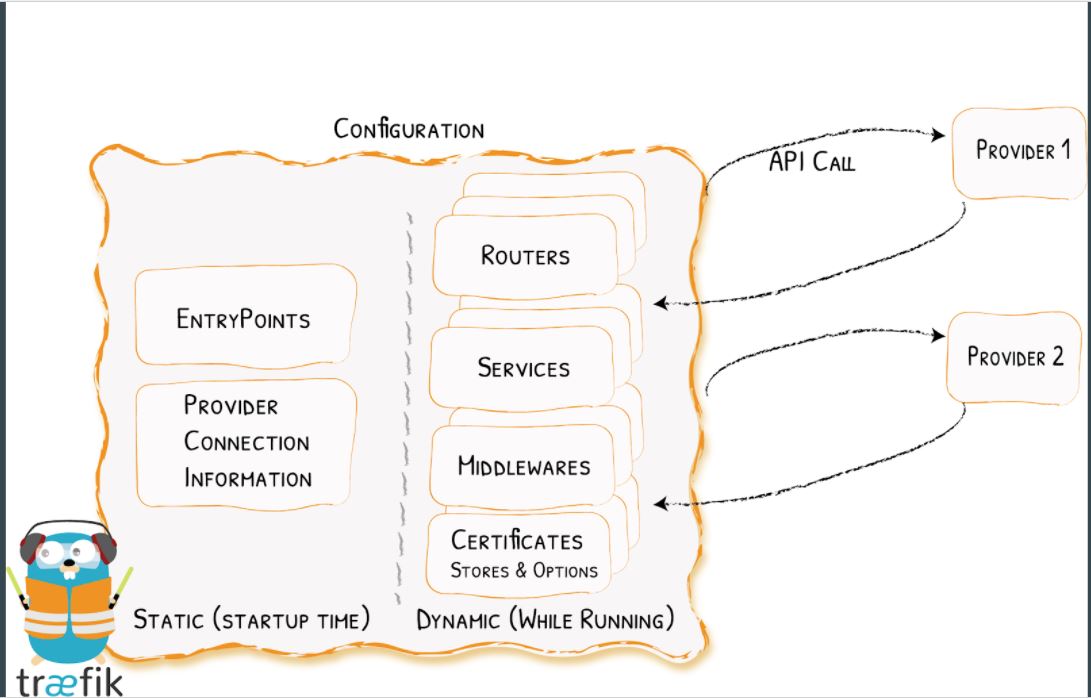 Configuration
API Call
Provider 1
Routers
EntryPoints
Services
Provider 2
Provider
Connection
Information
Middlewares
Certificates
Stores & Options
Static (startup time)
Dynamic (While Running)
træfik